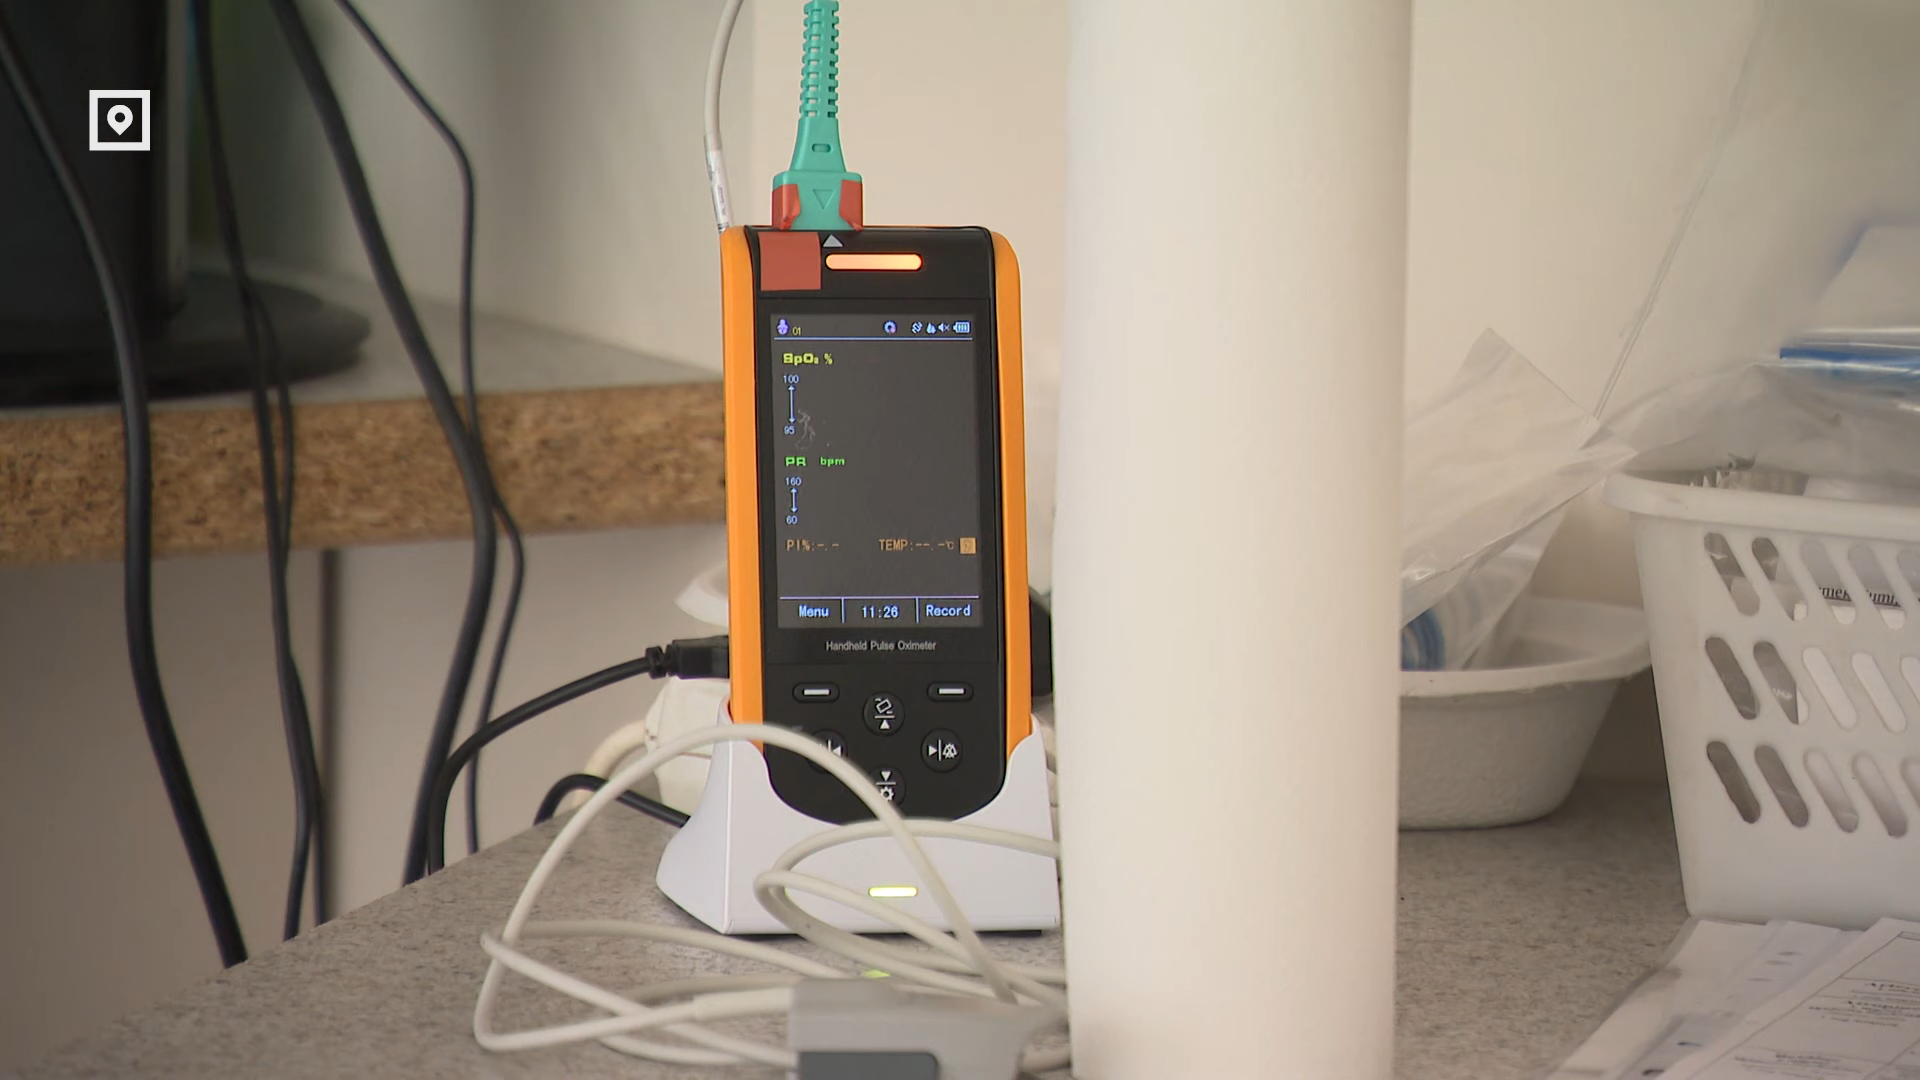 01
SpO₂ %
100
95
PR bpm
160
60
PI%:-.- TEMP:--.-℃
Menu 11:26 Record
Handheld Pulse Oximeter